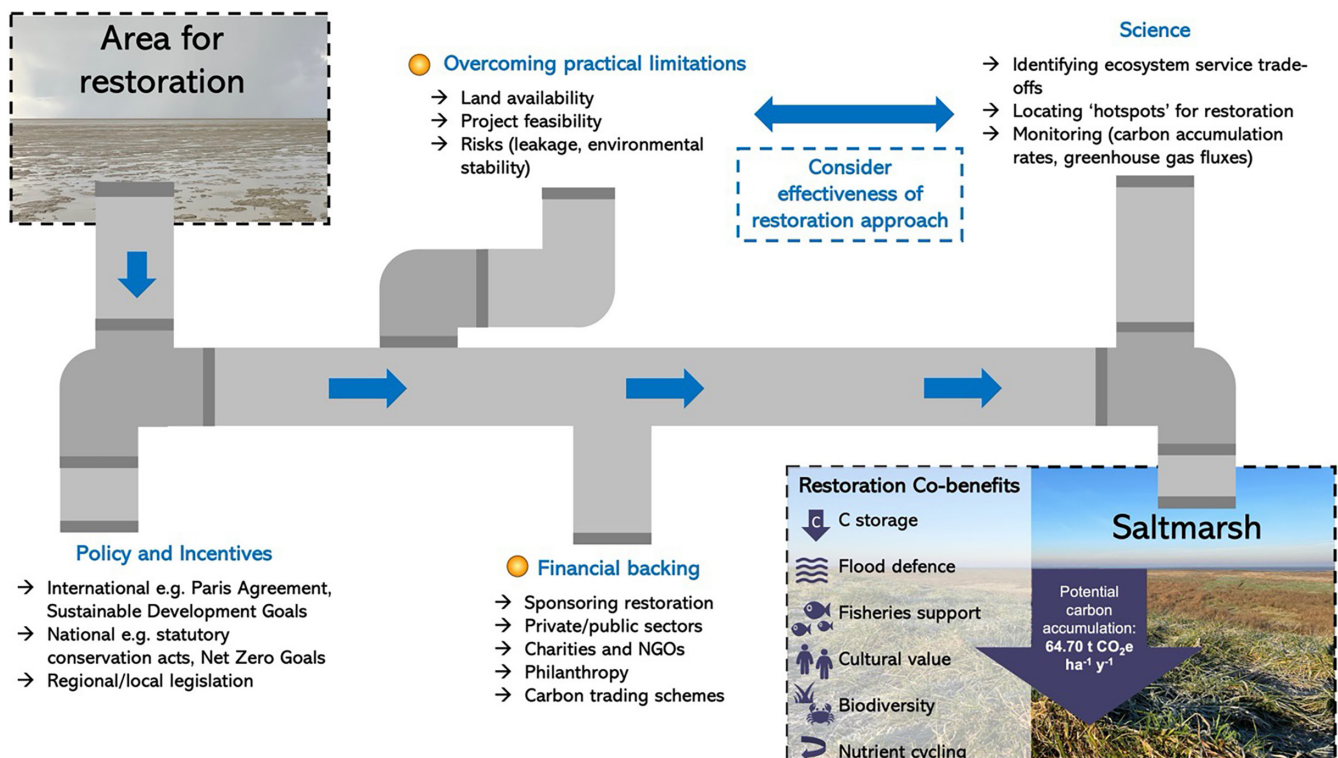 Area for
restoration
Overcoming practical limitations
→ Land availability
→ Project feasibility
→ Risks (leakage, environmental
stability)
Consider
effectiveness of
restoration approach
Science
→ Identifying ecosystem service trade-
offs
→ Locating ‘hotspots’ for restoration
→ Monitoring (carbon accumulation
rates, greenhouse gas fluxes)
Policy and Incentives
→ International e.g. Paris Agreement,
Sustainable Development Goals
→ National e.g. statutory
conservation acts, Net Zero Goals
→ Regional/local legislation
Financial backing
→ Sponsoring restoration
→ Private/public sectors
→ Charities and NGOs
→ Philanthropy
→ Carbon trading schemes
Restoration Co-benefits
C
C storage
Flood defence
Fisheries support
Cultural value
Biodiversity
Nutrient cycling
Saltmarsh
Potential
carbon
accumulation:
64.70 t CO₂e
ha⁻¹ y⁻¹